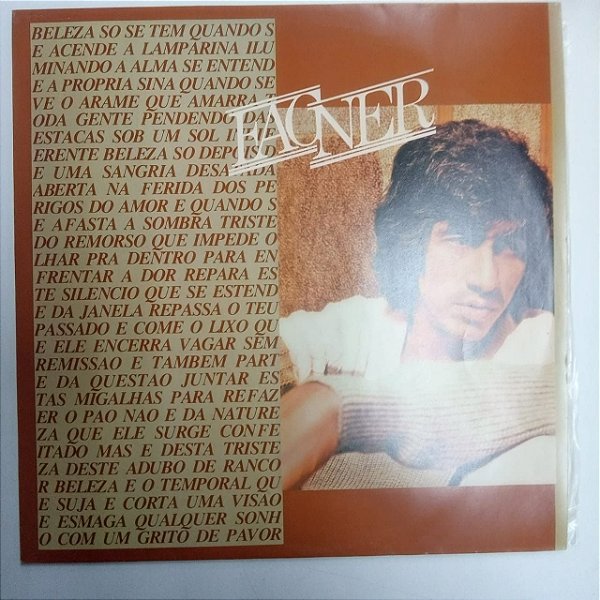 BELEZA SO SE TEM QUANDO S
E ACENDE A LAMPARINA ILU
MINANDO A ALMA SE ENTEND
E A PROPRIA SINA QUANDO SE
VE O ARAME QUE AMARRA T
ODA GENTE PENDENDO DAS
ESTACAS SOB UM SOL
ERENTE BELEZA SO DEPOIS D
E UMA SANGRIA DESATADA
ABERTA NA FERIDA DOS PE
RIGOS DO AMOR E QUANDO S
E AFASTA A SOMBRA TRISTE
DO REMORSO QUE IMPEDE O
LHAR PRA DENTRO PARA EN
FRENTAR A DOR REPARA ES
TE SILENCIO QUE SE ESTEND
E DA JANELA REPASSA O TEU
PASSADO E COME O LIXO QU
E ELE ENCERRA VAGAR SEM
REMISSAO E TAMBEM PART
E DA QUESTAO JUNTAR ES
TAS MIGALHAS PARA REFAZ
ER O PAO NAO E DA NATURE
ZA QUE ELE SURGE CONFE
ITADO MAS E DESTA TRISTE
ZA DESTE ADUBO DE RANCO
R BELEZA E O TEMPORAL QU
E SUJA E CORTA UMA VISAO
E ESMAGA QUALQUER SONH
O COM UM GRITO DE PAVOR
FAGNER